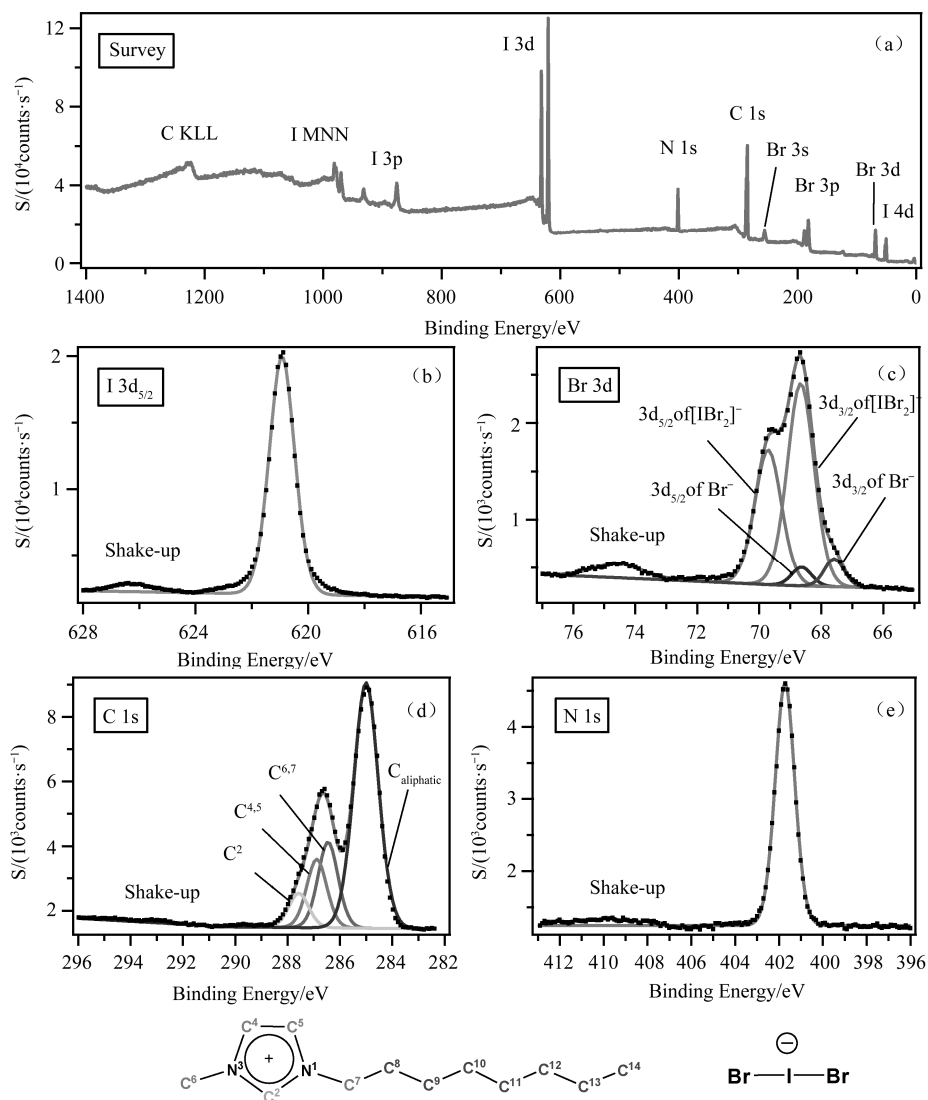 Survey
(a)
S/(10⁴counts·s⁻¹)
12
8
4
0
C KLL
I MNN
I 3p
I 3d
N 1s
C 1s
Br 3s
Br 3p
Br 3d
I 4d
1400 1200 1000 800 600 400 200 0
Binding Energy/eV
I 3d₅/₂
(b)
S/(10⁴counts·s⁻¹)
2
1
Shake-up
628 624 620 616
Binding Energy/eV
Br 3d
(c)
S/(10³counts·s⁻¹)
2
1
3d₅/₂of[IBr₂]⁻
3d₃/₂of[IBr₂]⁻
3d₅/₂of Br⁻
3d₃/₂of Br⁻
Shake-up
76 74 72 70 68 66
Binding Energy/eV
C 1s
(d)
S/(10³counts·s⁻¹)
8
6
4
2
C⁶,⁷
C⁴,⁵
C²
C aliphatic
Shake-up
296 294 292 290 288 286 284 282
Binding Energy/eV
N 1s
(e)
S/(10³counts·s⁻¹)
4
3
2
Shake-up
412 410 408 406 404 402 400 398 396
Binding Energy/eV
C⁴ C⁵
C⁶ N³ + N¹ C² C⁷ C⁸ C⁹ C¹⁰ C¹¹ C¹² C¹³ C¹⁴
−
Br I Br